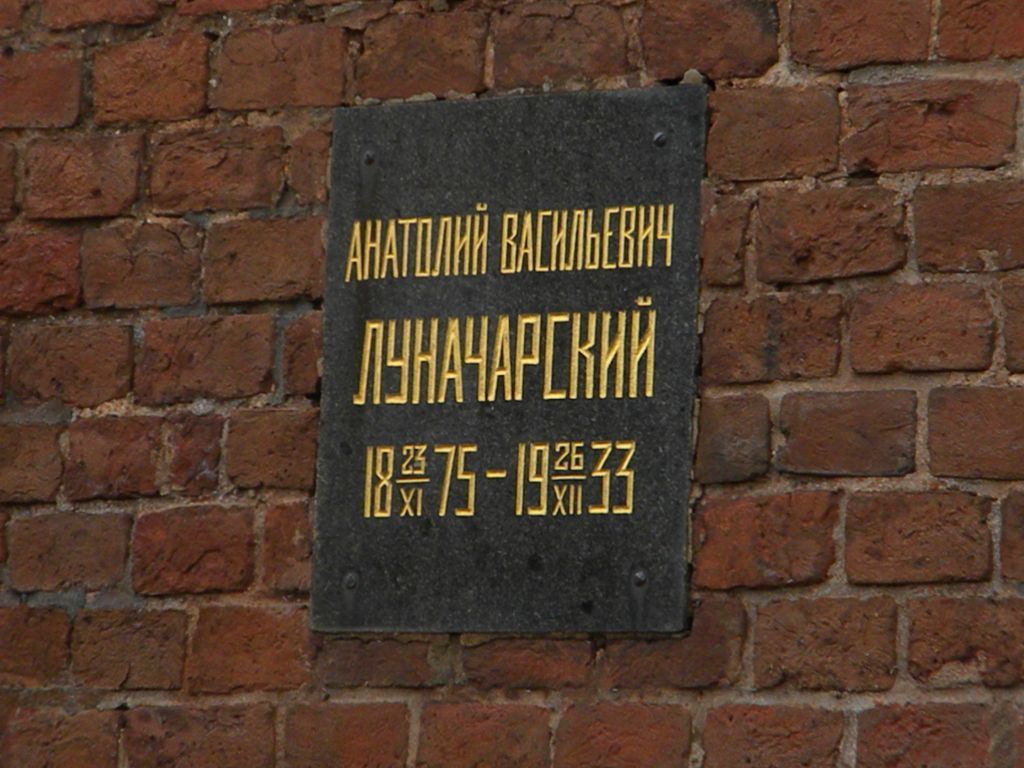 АНАТОЛИЙ ВАСИЛЬЕВИЧ
ЛУНАЧАРСКИЙ
18 23/XI 75 - 19 26/XII 33